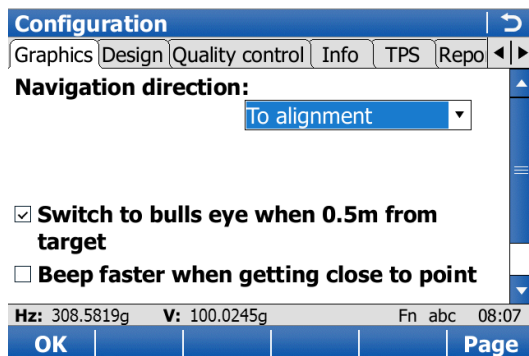 Configuration
Graphics Design Quality control Info TPS Repo
Navigation direction:
To alignment
Switch to bulls eye when 0.5m from
target
Beep faster when getting close to point
Hz: 308.5819g V: 100.0245g Fn abc 08:07
OK Page